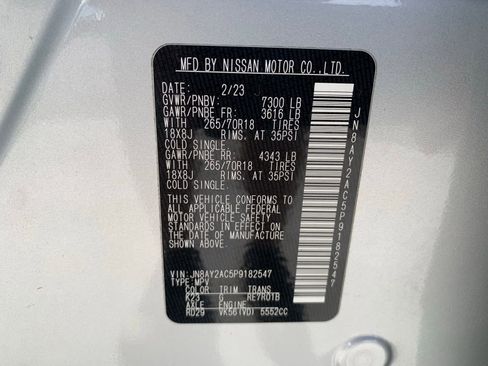 MFD BY NISSAN MOTOR CO.,LTD.
DATE: 2/23
GVWR/PNBV: 7300 LB
GAWR/PNBE FR: 3616 LB
WITH 265/70R18 TIRES
18X8J RIMS. AT 35PSI
COLD SINGLE.
GAWR/PNBE RR: 4343 LB
WITH 265/70R18 TIRES
18X8J RIMS. AT 35PSI
COLD SINGLE.
THIS VEHICLE CONFORMS
TO ALL APPLICABLE FEDERAL
MOTOR VEHICLE SAFETY
STANDARDS IN EFFECT
ON THE DATE OF
MANUFACTURE SHOWN
ABOVE.
VIN: JN8AY2AC5P9182547
TYPE: MPV
COLOR TRIM TRANS
K23 G RE7R01B
AXLE ENGINE
RD29 VK56(VD) 5552CC
JN8AY2AC5P9182547